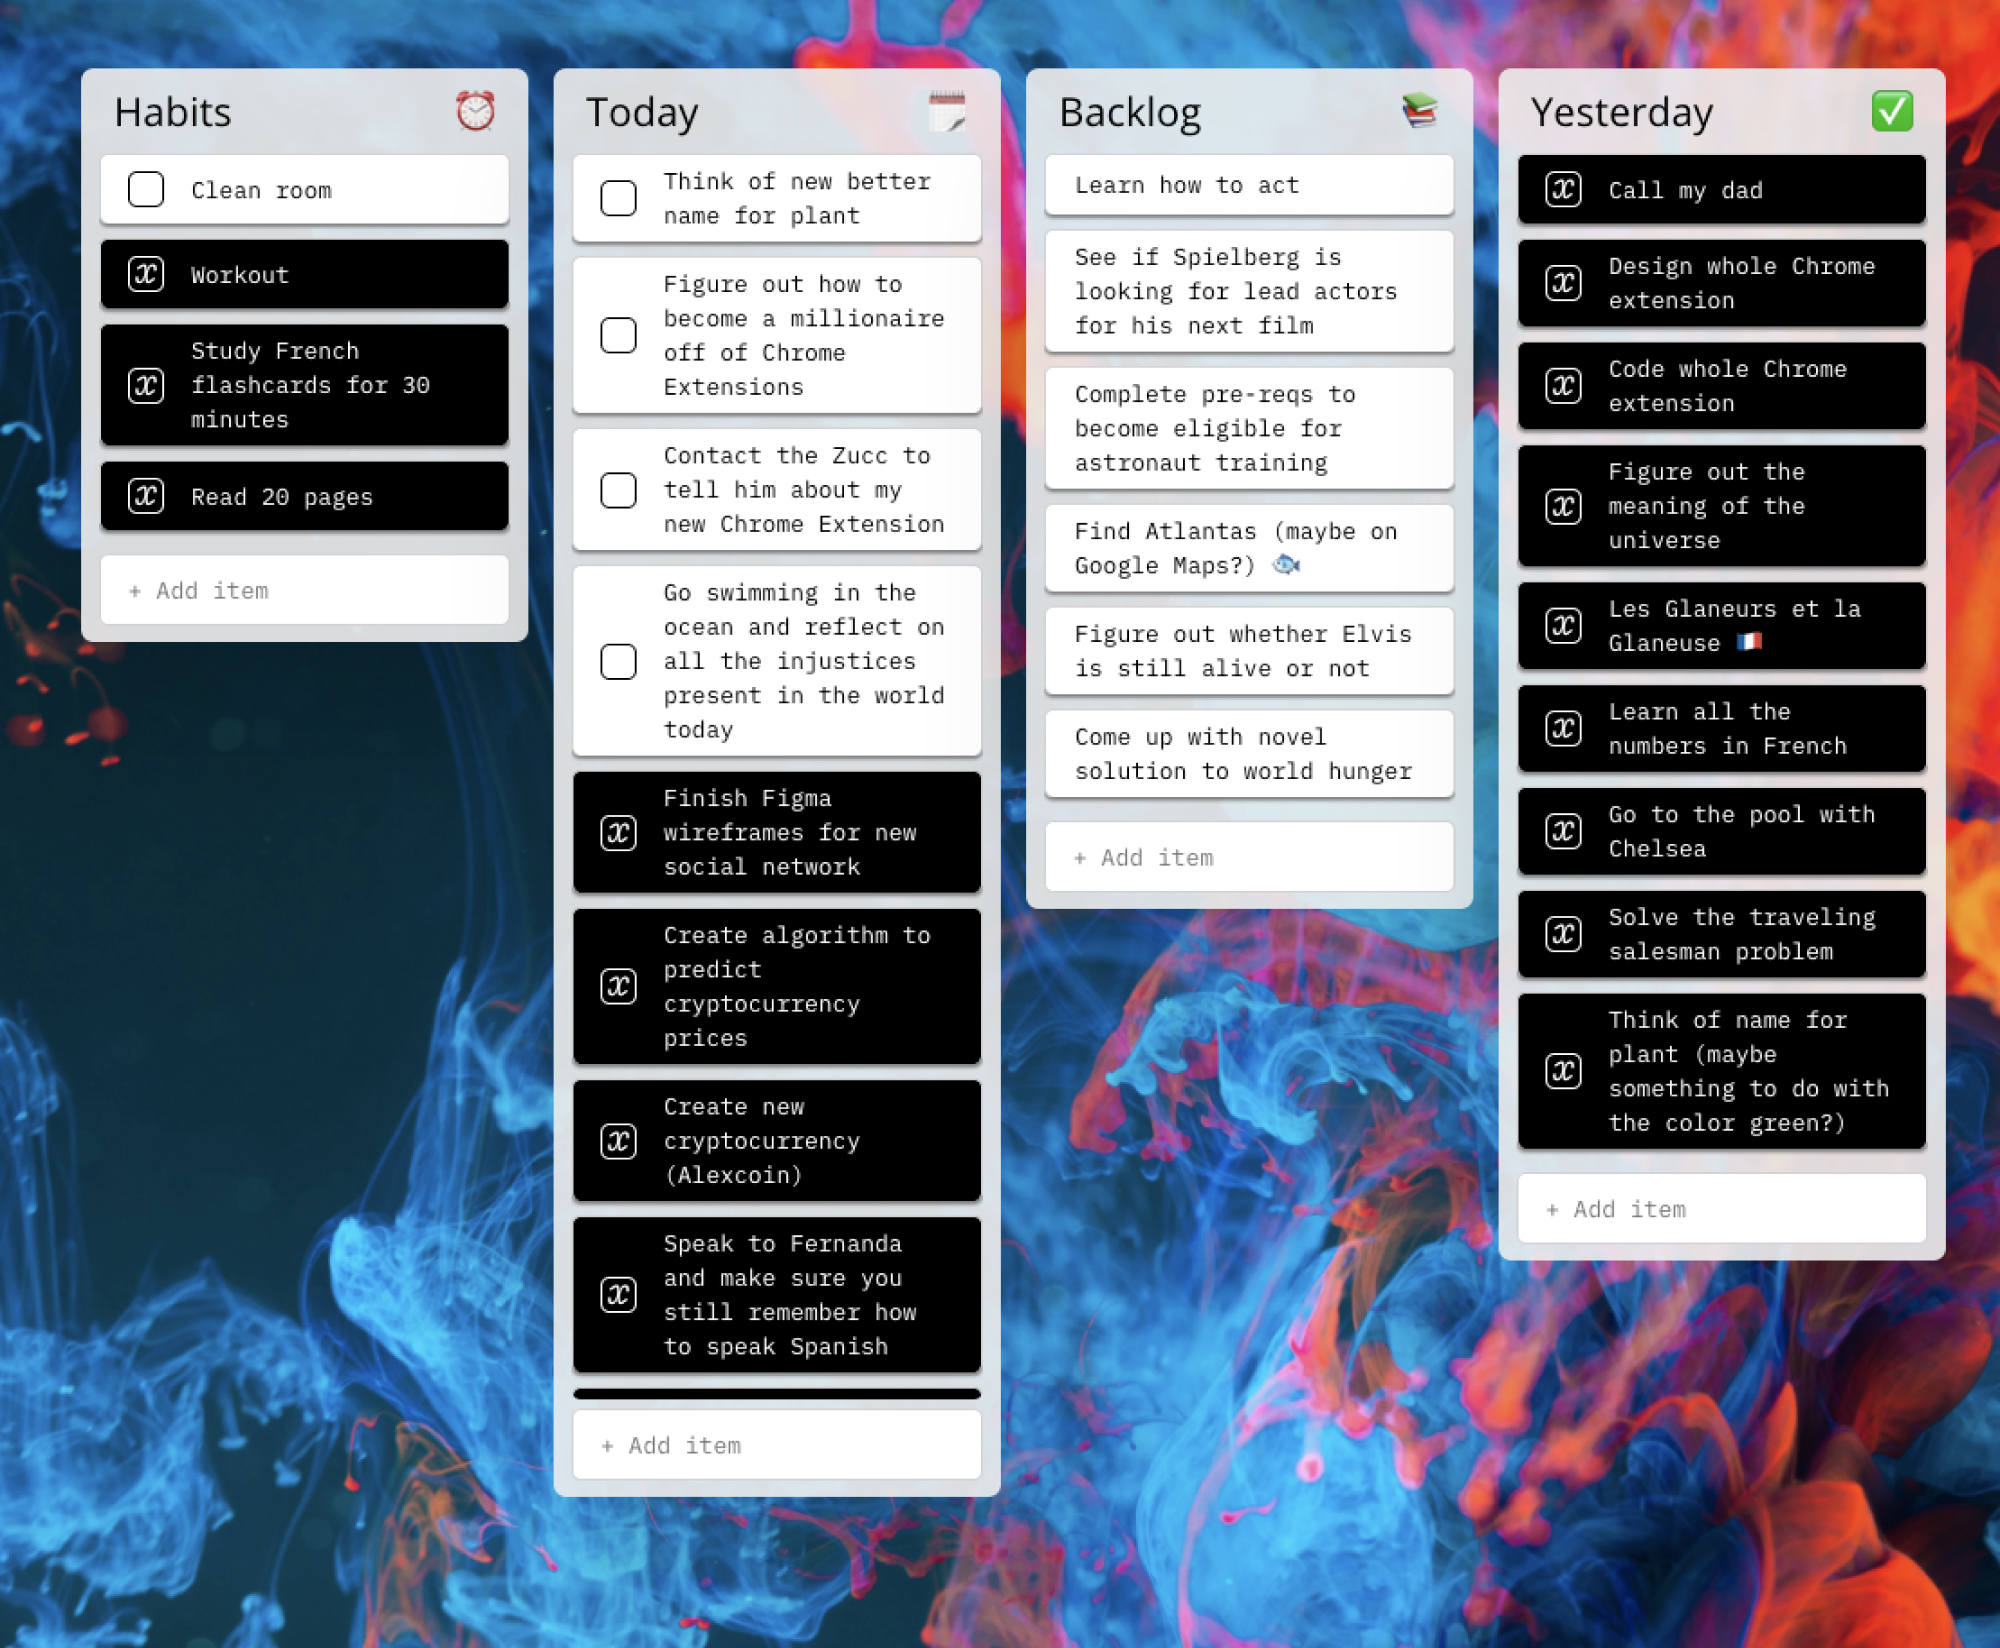 Habits
Clean room
Workout
Study French
flashcards for 30
minutes
Read 20 pages
+ Add item
Today
Think of new better
name for plant
Figure out how to
become a millionaire
off of Chrome
Extensions
Contact the Zucc to
tell him about my
new Chrome Extension
Go swimming in the
ocean and reflect on
all the injustices
present in the world
today
Finish Figma
wireframes for new
social network
Create algorithm to
predict
cryptocurrency
prices
Create new
cryptocurrency
(Alexcoin)
Speak to Fernanda
and make sure you
still remember how
to speak Spanish
+ Add item
Backlog
Learn how to act
See if Spielberg is
looking for lead actors
for his next film
Complete pre-reqs to
become eligible for
astronaut training
Find Atlantas (maybe on
Google Maps?) 🐟
Figure out whether Elvis
is still alive or not
Come up with novel
solution to world hunger
+ Add item
Yesterday
Call my dad
Design whole Chrome
extension
Code whole Chrome
extension
Figure out the
meaning of the
universe
Les Glaneurs et la
Glaneuse 🇫🇷
Learn all the
numbers in French
Go to the pool with
Chelsea
Solve the traveling
salesman problem
Think of name for
plant (maybe
something to do with
the color green?)
+ Add item